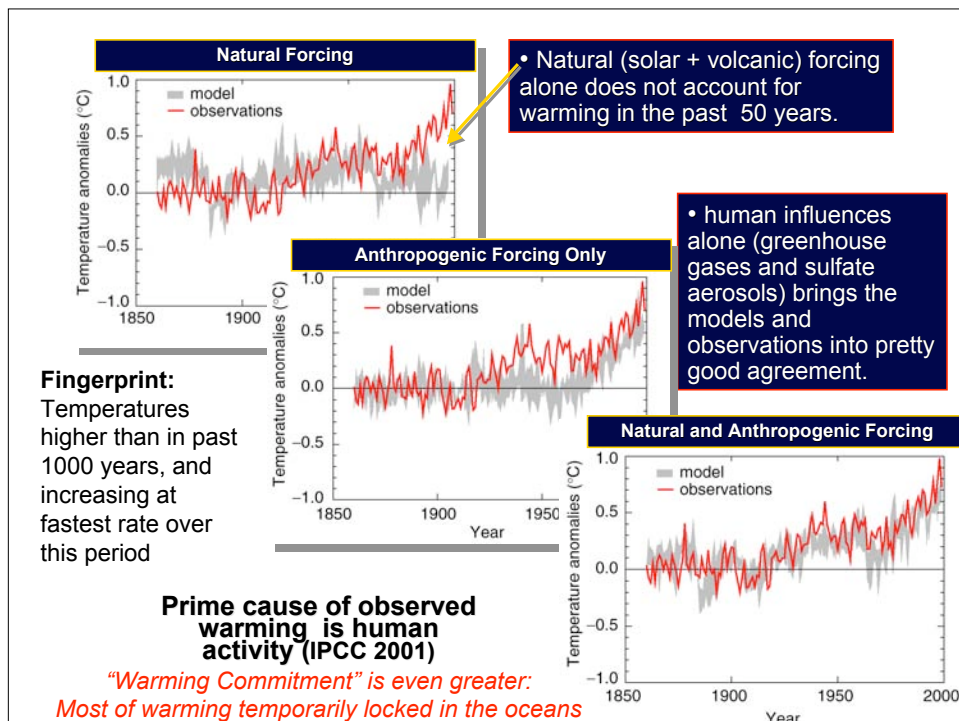 Natural Forcing
1.0
0.5
0.0
−0.5
−1.0
Temperature anomalies (°C)
model
observations
1850
1900
• Natural (solar + volcanic) forcing
alone does not account for
warming in the past 50 years.
Anthropogenic Forcing Only
1.0
0.5
0.0
−0.5
−1.0
Temperature anomalies (°C)
model
observations
1850
1900
1950
Year
• human influences
alone (greenhouse
gases and sulfate
aerosols) brings the
models and
observations into pretty
good agreement.
Fingerprint:
Temperatures
higher than in past
1000 years, and
increasing at
fastest rate over
this period
Natural and Anthropogenic Forcing
1.0
0.5
0.0
−0.5
−1.0
Temperature anomalies (°C)
model
observations
1850
1900
1950
2000
Year
Prime cause of observed
warming is human
activity (IPCC 2001)
“Warming Commitment” is even greater:
Most of warming temporarily locked in the oceans